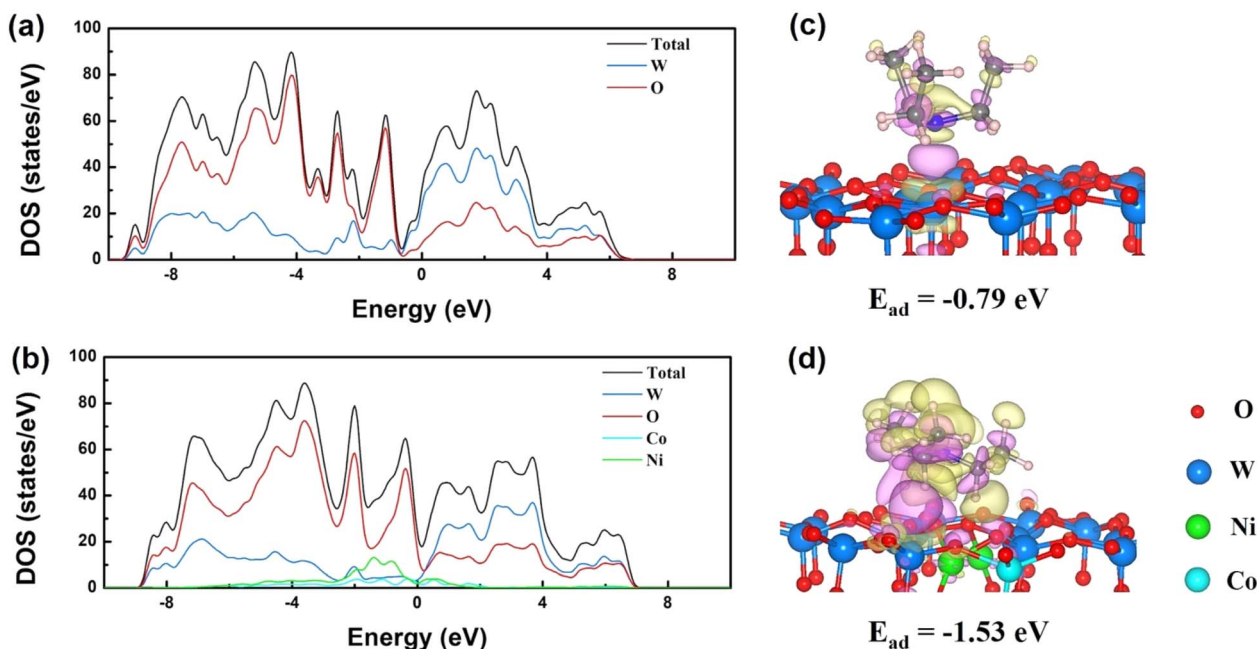 (a)
100
80
60
40
20
0
DOS (states/eV)
Total
W
O
-8
-4
0
4
8
Energy (eV)
(b)
100
80
60
40
20
0
DOS (states/eV)
Total
W
O
Co
Ni
-8
-4
0
4
8
Energy (eV)
(c)
E_ad = -0.79 eV
(d)
E_ad = -1.53 eV
O
W
Ni
Co